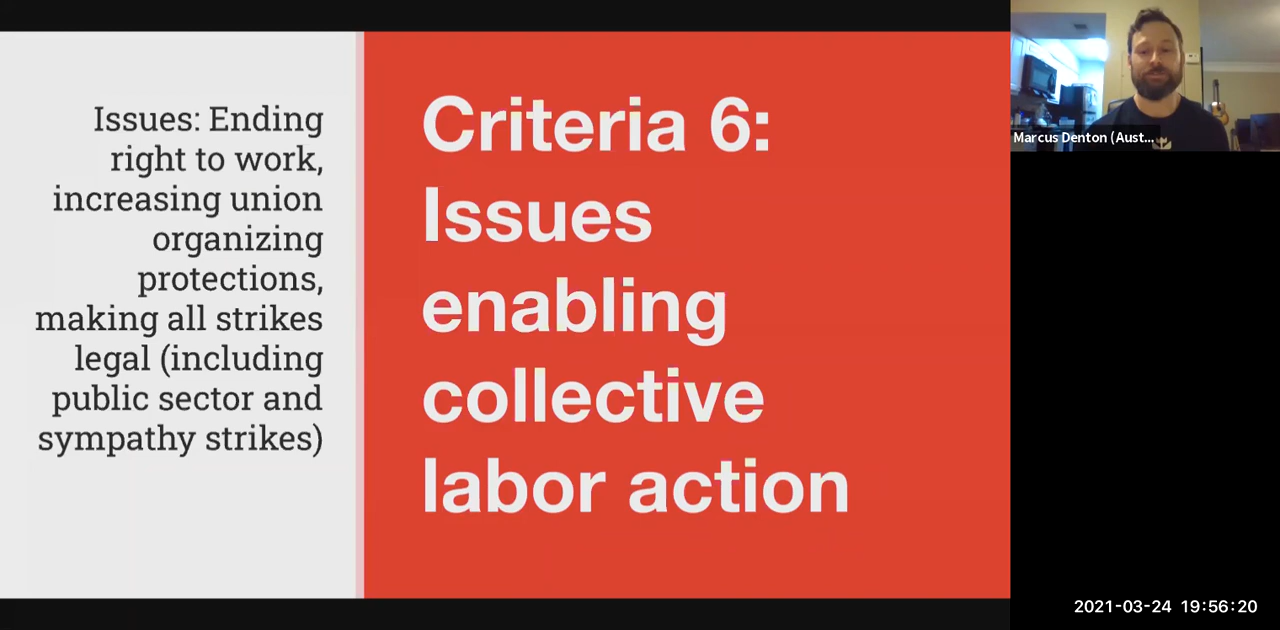 Issues: Ending
right to work,
increasing union
organizing
protections,
making all strikes
legal (including
public sector and
sympathy strikes)
Criteria 6:
Issues
enabling
collective
labor action
Marcus Denton (Aust...
2021-03-24 19:56:20